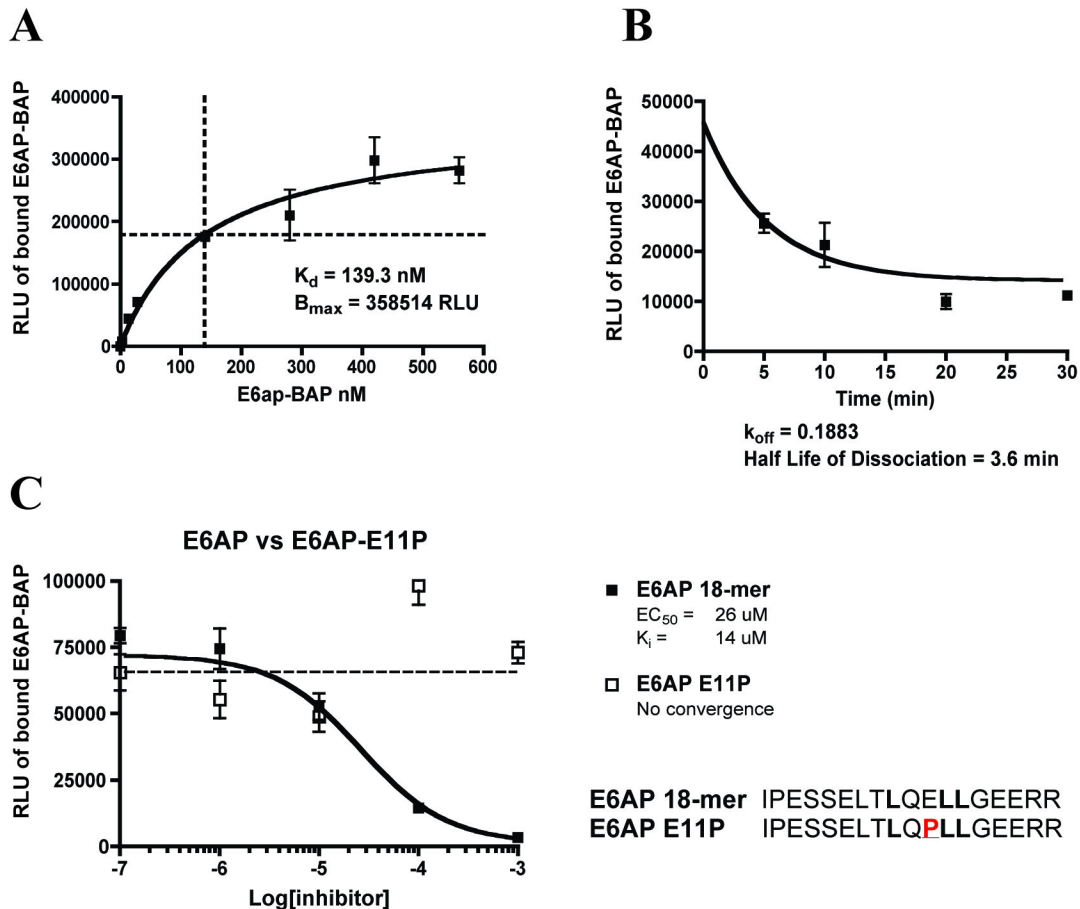 A
RLU of bound E6AP-BAP
400000
300000
200000
100000
0
0 100 200 300 400 500 600
E6ap-BAP nM
Kd = 139.3 nM
Bmax = 358514 RLU
B
RLU of bound E6AP-BAP
50000
40000
30000
20000
10000
0
0 5 10 15 20 25 30
Time (min)
koff = 0.1883
Half Life of Dissociation = 3.6 min
C
E6AP vs E6AP-E11P
RLU of bound E6AP-BAP
100000
75000
50000
25000
0
-7 -6 -5 -4 -3
Log[inhibitor]
E6AP 18-mer
EC50 = 26 uM
Ki = 14 uM
E6AP E11P
No convergence
E6AP 18-mer IPESSELTLQELLGEERR
E6AP E11P IPESSELTLQPLLGEERR